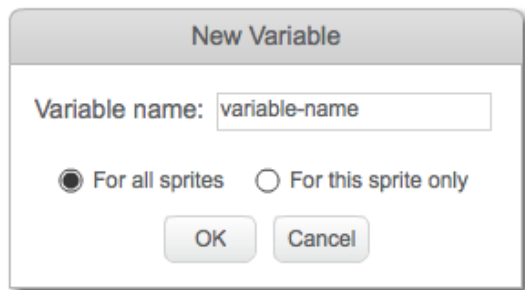 New Variable
Variable name: variable-name
For all sprites For this sprite only
OK Cancel